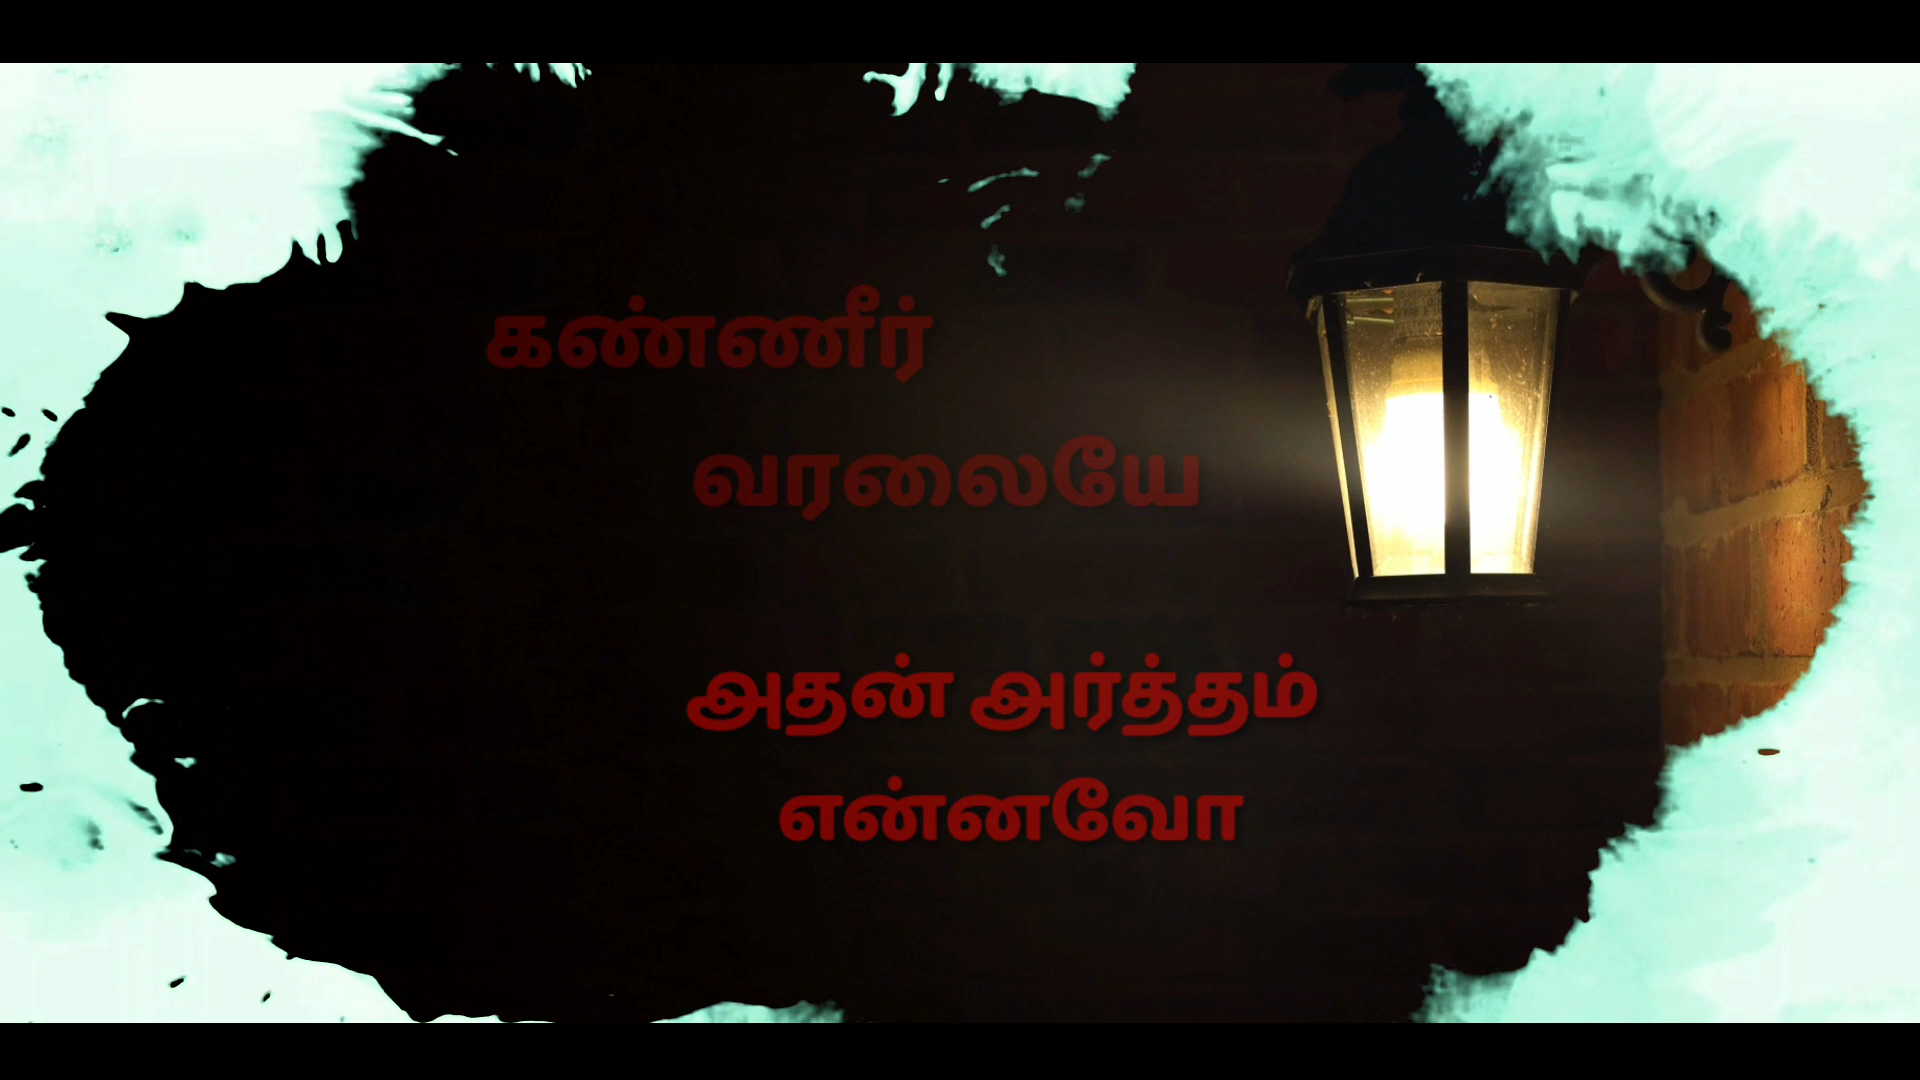 கண்ணீர்
வரலையே
அதன் அர்த்தம்
என்னவோ